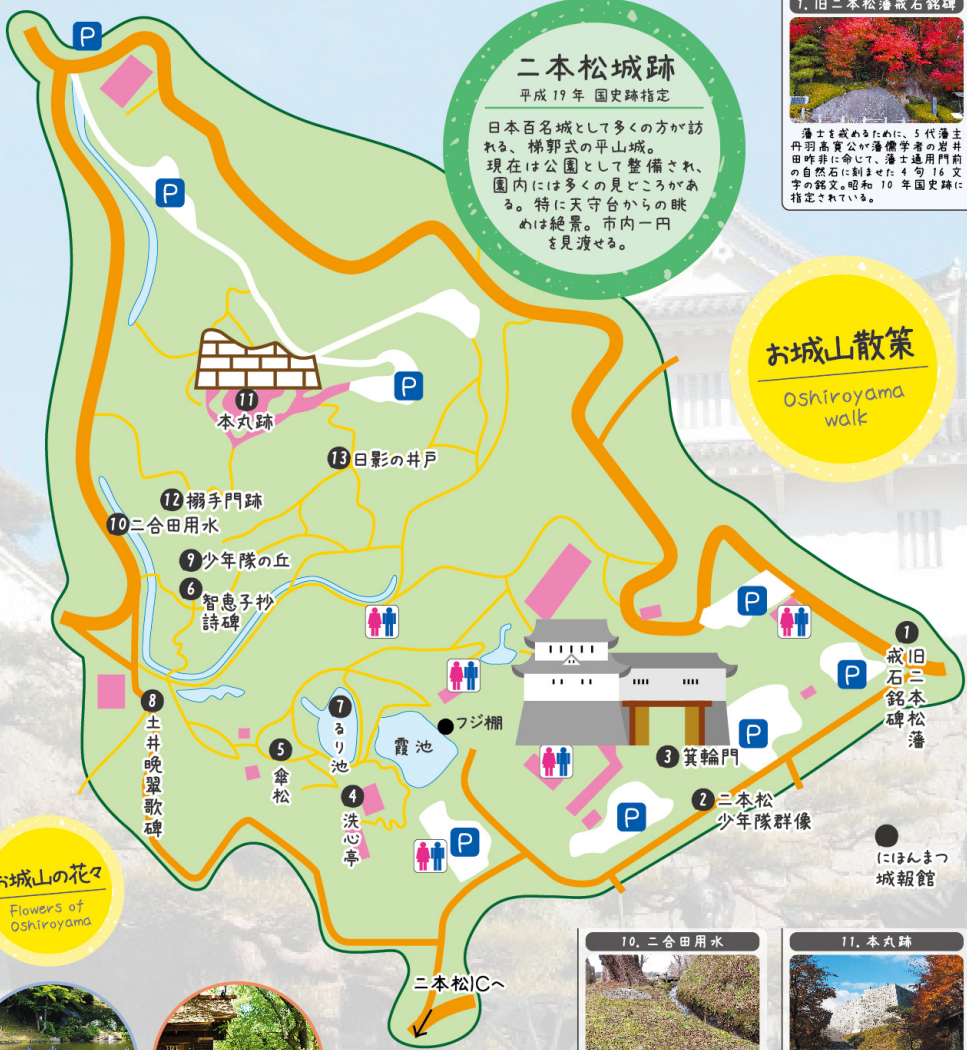 P
二本松城跡
平成19年 国史跡指定
日本百名城として多くの方が訪
れる、梯郭式の平山城。
現在は公園として整備され、
園内には多くの見どころがあ
る。特に天守台からの眺
めは絶景。市内一円
を見渡せる。
1. 旧二本松藩戒石銘碑
藩士を戒めるために、5代藩主
丹羽高寛公が藩儒学者の岩井
田昨非に命じて、藩士通用門前
の自然石に刻ませた4句16文
字の銘文。昭和10年国史跡に
指定されている。
お城山散策
Oshiroyama
walk
P
P
11
本丸跡
13 日影の井戸
12 搦手門跡
10 二合田用水
9 少年隊の丘
6 智恵子抄
詩碑
P
1
旧二本松藩
戒石銘碑
P
7 るり池
フジ棚
霞池
8 土井晩翠歌碑
5 傘松
4 洗心亭
3 箕輪門
P
2 二本松
少年隊群像
P
P
にほんまつ
城報館
お城山の花々
Flowers of
Oshiroyama
二本松ICへ
10. 二合田用水
11. 本丸跡